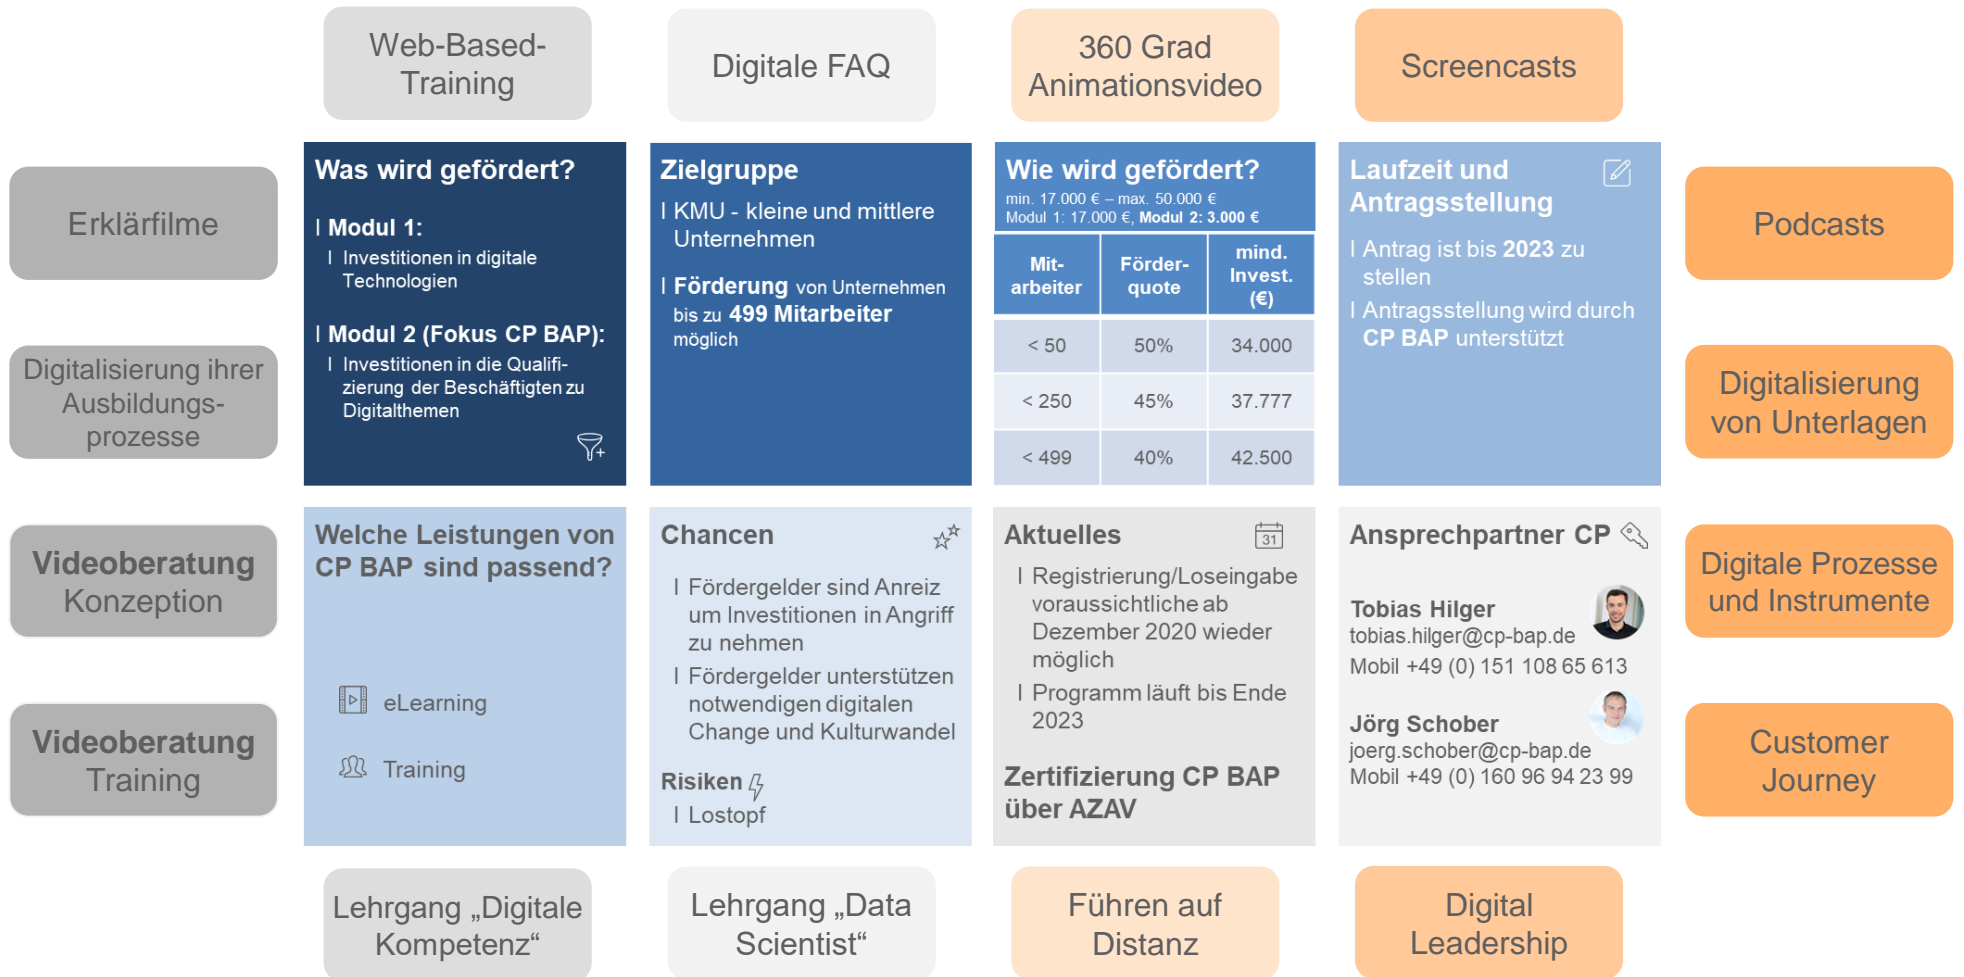 Web-Based-
Training
Digitale FAQ
360 Grad
Animationsvideo
Screencasts
Erklärfilme
Digitalisierung ihrer
Ausbildungs-
prozesse
Videoberatung
Konzeption
Videoberatung
Training
Was wird gefördert?
l Modul 1:
l Investitionen in digitale
Technologien
l Modul 2 (Fokus CP BAP):
l Investitionen in die Qualifi-
zierung der Beschäftigten zu
Digitalthemen
Zielgruppe
l KMU - kleine und mittlere
Unternehmen
l Förderung von Unternehmen
bis zu 499 Mitarbeiter
möglich
Wie wird gefördert?
min. 17.000 € – max. 50.000 €
Modul 1: 17.000 €, Modul 2: 3.000 €
Mit-
arbeiter
Förder-
quote
mind.
Invest.
(€)
< 50 50% 34.000
< 250 45% 37.777
< 499 40% 42.500
Laufzeit und
Antragsstellung
l Antrag ist bis 2023 zu
stellen
l Antragsstellung wird durch
CP BAP unterstützt
Welche Leistungen von
CP BAP sind passend?
eLearning
Training
Chancen
l Fördergelder sind Anreiz
um Investitionen in Angriff
zu nehmen
l Fördergelder unterstützen
notwendigen digitalen
Change und Kulturwandel
Risiken
l Lostopf
Aktuelles
31
l Registrierung/Loseingabe
voraussichtliche ab
Dezember 2020 wieder
möglich
l Programm läuft bis Ende
2023
Zertifizierung CP BAP
über AZAV
Ansprechpartner CP
Tobias Hilger
tobias.hilger@cp-bap.de
Mobil +49 (0) 151 108 65 613
Jörg Schober
joerg.schober@cp-bap.de
Mobil +49 (0) 160 96 94 23 99
Podcasts
Digitalisierung
von Unterlagen
Digitale Prozesse
und Instrumente
Customer
Journey
Lehrgang „Digitale
Kompetenz“
Lehrgang „Data
Scientist“
Führen auf
Distanz
Digital
Leadership